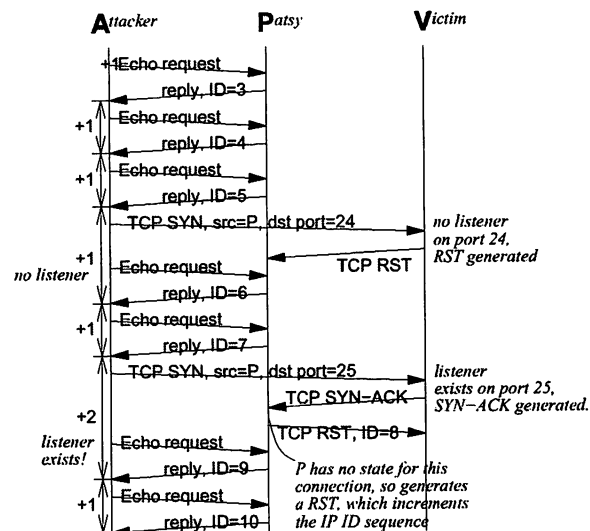 Attacker Patsy Victim
+1 Echo request
reply, ID=3
Echo request
+1
reply, ID=4
Echo request
+1
reply, ID=5
TCP SYN, src=P, dst port=24
no listener
on port 24,
RST generated
+1
no listener
TCP RST
Echo request
reply, ID=6
Echo request
+1
reply, ID=7
TCP SYN, src=P, dst port=25
listener
exists on port 25,
SYN-ACK generated.
TCP SYN-ACK
+2
listener
exists!
TCP RST, ID=8
Echo request
reply, ID=9
P has no state for this
connection, so generates
a RST, which increments
the IP ID sequence
Echo request
+1
reply, ID=10